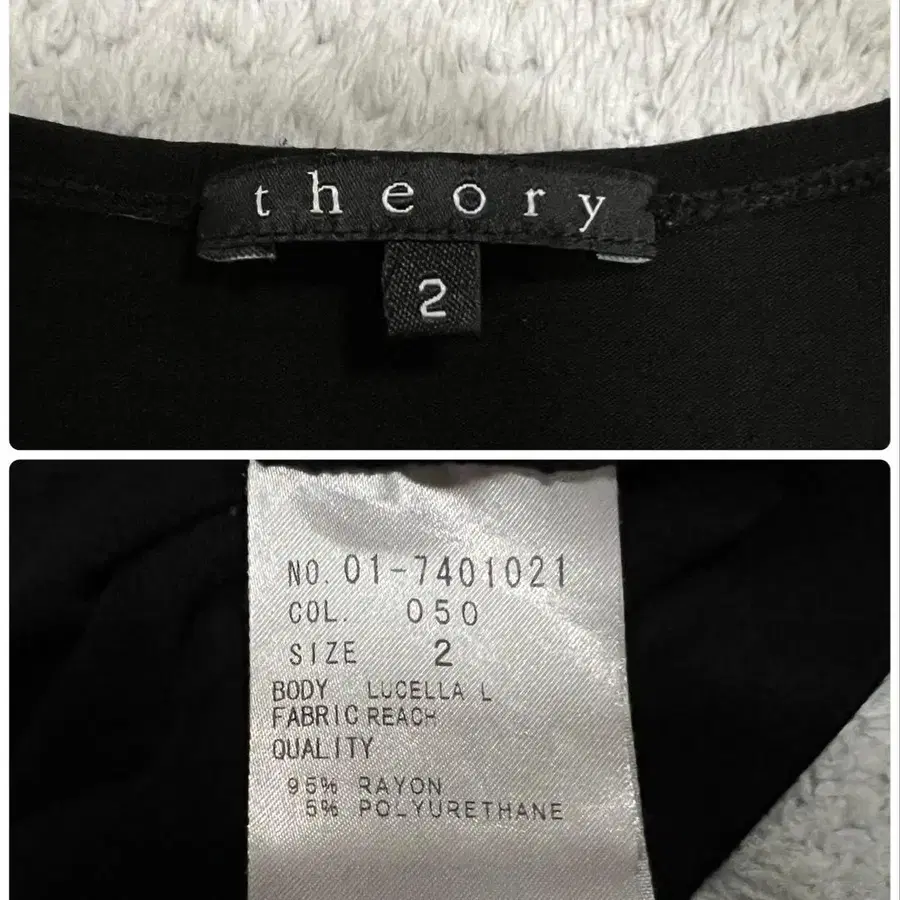 theory
2
NO. 01-7401021
COL. 050
SIZE 2
BODY LUCELLA L
FABRIC REACH
QUALITY
95% RAYON
5% POLYURETHANE